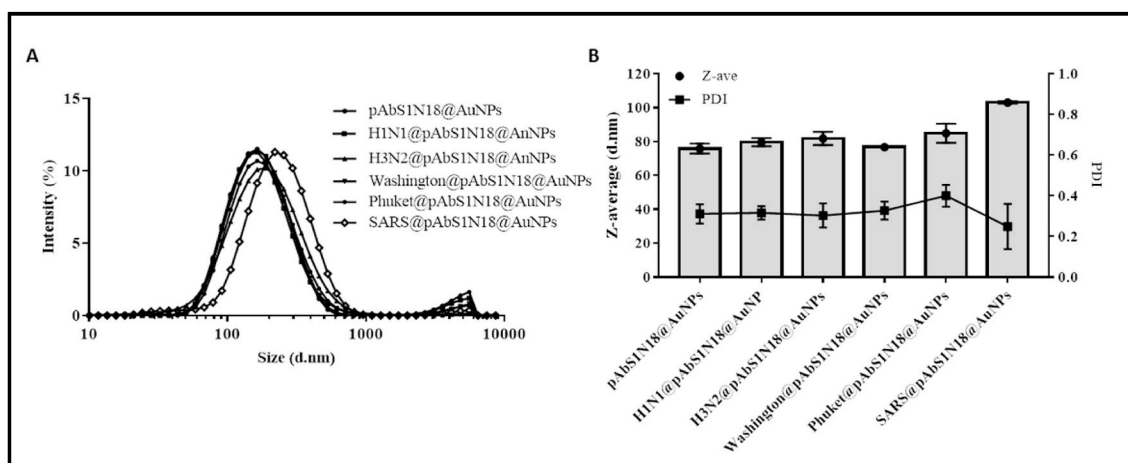 A
Intensity (%)
15
10
5
0
10
100
1000
10000
Size (d.nm)
pAbS1N18@AuNPs
H1N1@pAbS1N18@AnNPs
H3N2@pAbS1N18@AnNPs
Washington@pAbS1N18@AuNPs
Phuket@pAbS1N18@AuNPs
SARS@pAbS1N18@AuNPs
B
Z-average (d.nm)
120
100
80
60
40
20
0
Z-ave
PDI
1.0
0.8
0.6
0.4
0.2
0.0
PDI
pAbS1N18@AuNPs
H1N1@pAbS1N18@AuNP
H3N2@pAbS1N18@AuNPs
Washington@pAbS1N18@AuNPs
Phuket@pAbS1N18@AuNPs
SARS@pAbS1N18@AuNPs